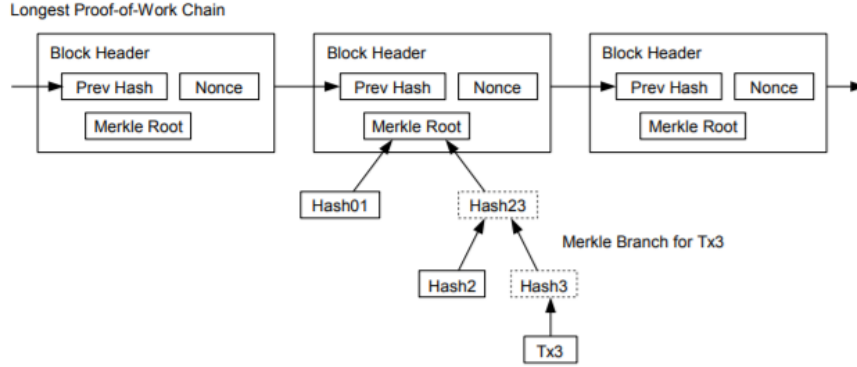 Longest Proof-of-Work Chain
Block Header
Block Header
Block Header
Prev Hash
Nonce
Prev Hash
Nonce
Prev Hash
Nonce
Merkle Root
Merkle Root
Merkle Root
Hash01
Hash23
Merkle Branch for Tx3
Hash2
Hash3
Tx3